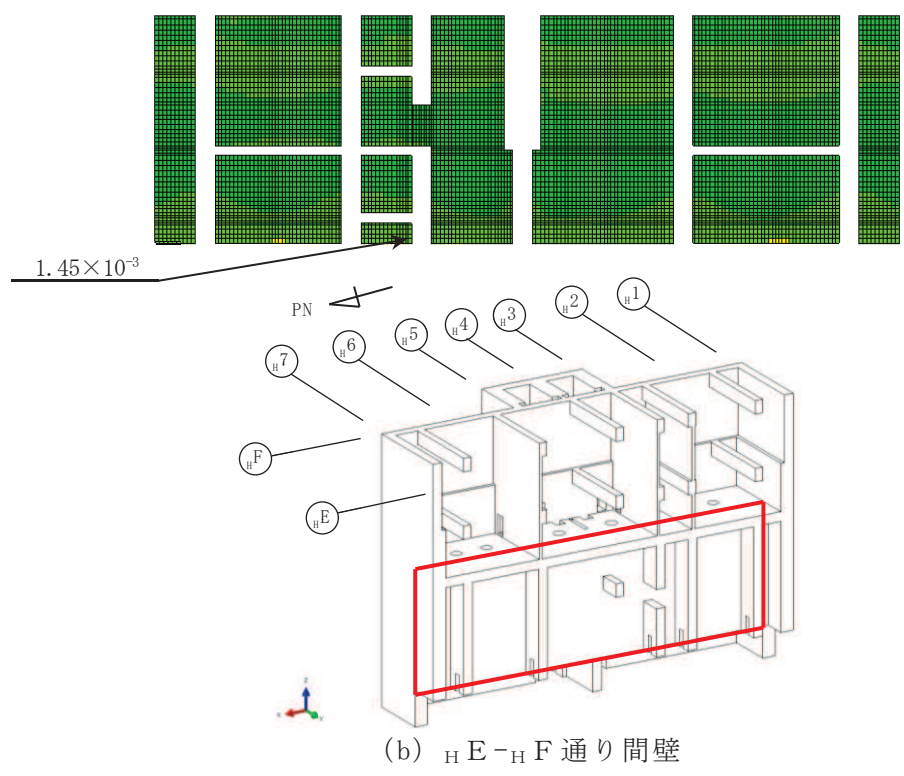 1.45×10⁻³
PN
H1
H2
H3
H4
H5
H6
H7
HF
HE
z
x
y
(b) HE-HF通り間壁